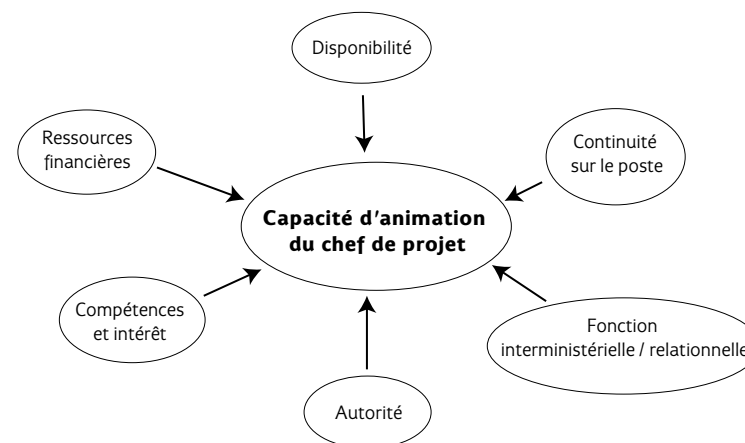 Disponibilité
Ressources
financières
Continuité
sur le poste
Capacité d'animation
du chef de projet
Compétences
et intérêt
Fonction
interministérielle / relationnelle
Autorité